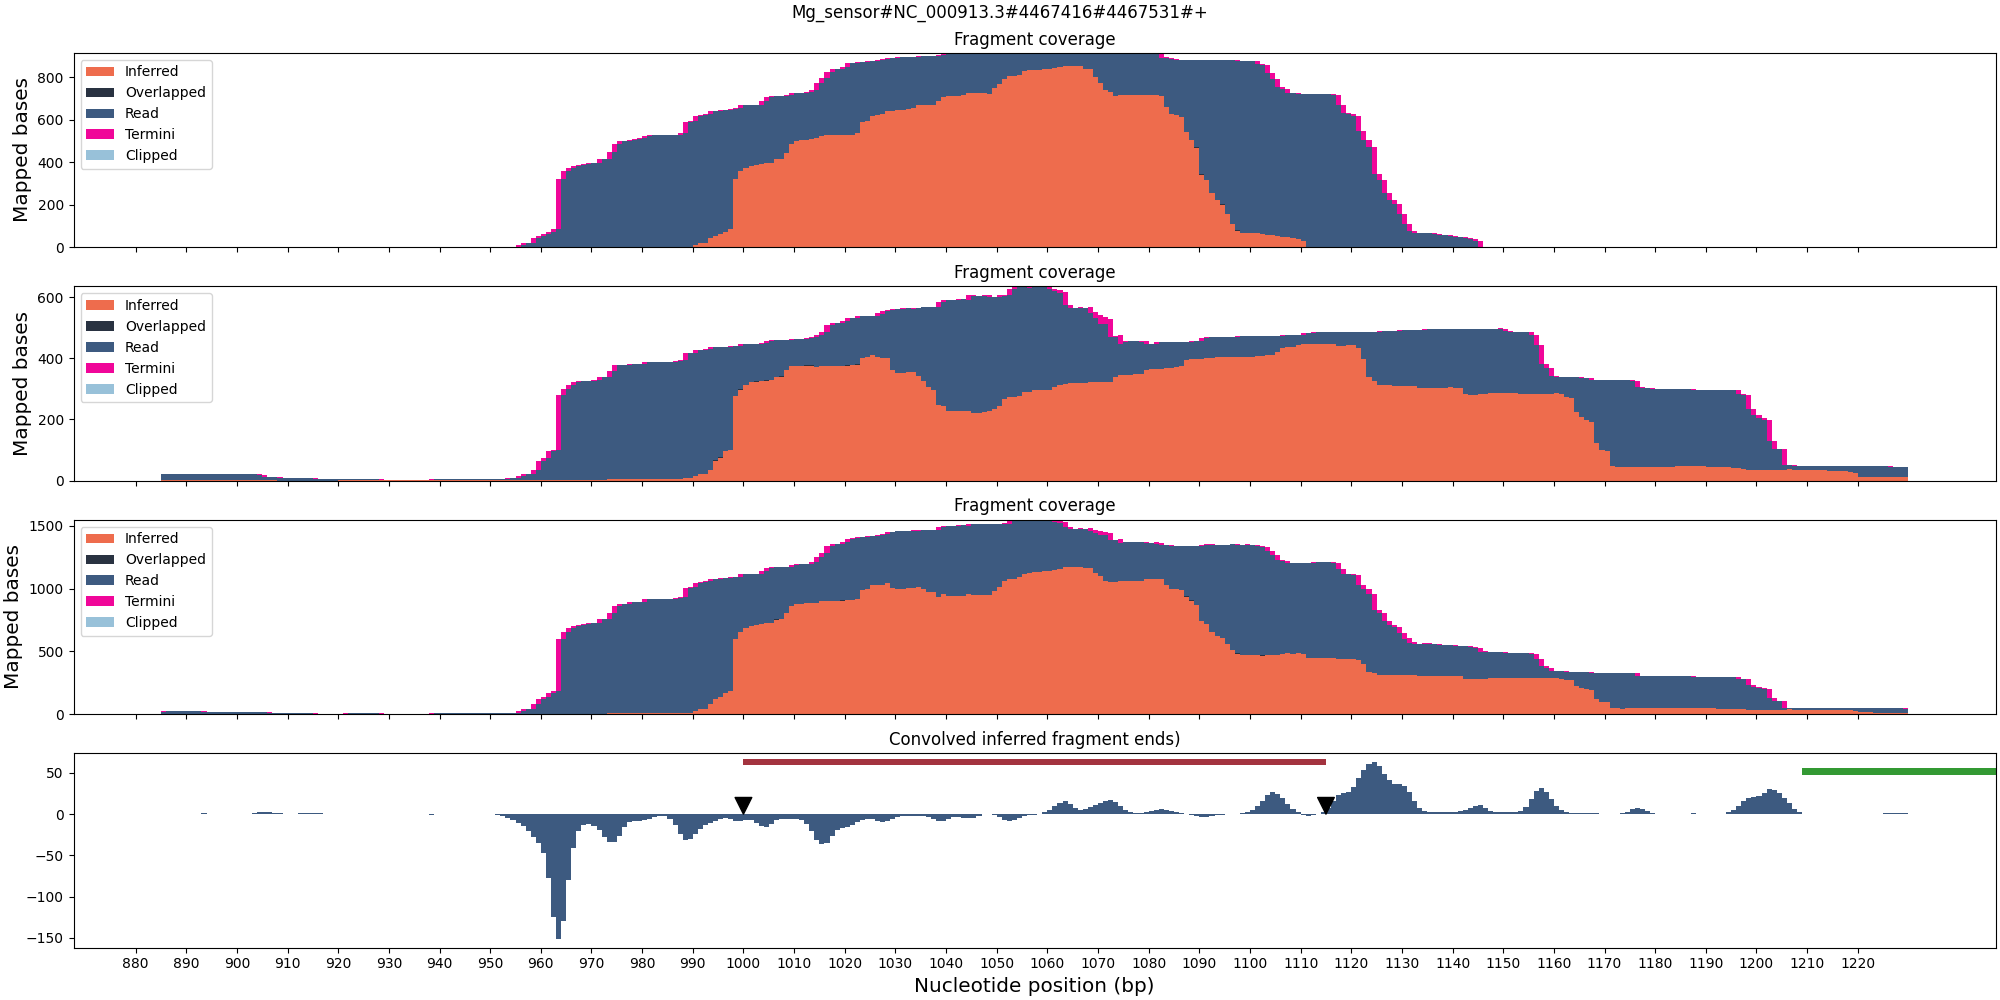 Mg_sensor#NC_000913.3#4467416#4467531#+
Fragment coverage
Mapped bases
800
600
400
200
0
Inferred
Overlapped
Read
Termini
Clipped
Fragment coverage
Mapped bases
600
400
200
0
Inferred
Overlapped
Read
Termini
Clipped
Fragment coverage
Mapped bases
1500
1000
500
0
Inferred
Overlapped
Read
Termini
Clipped
Convolved inferred fragment ends)
50
0
−50
−100
−150
880 890 900 910 920 930 940 950 960 970 980 990 1000 1010 1020 1030 1040 1050 1060 1070 1080 1090 1100 1110 1120 1130 1140 1150 1160 1170 1180 1190 1200 1210 1220
Nucleotide position (bp)